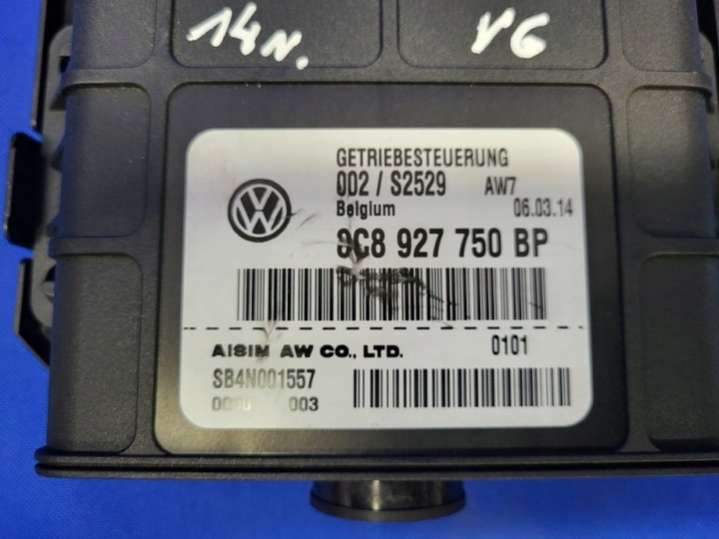 14N. V6
GETRIEBESTEUERUNG
002 / S2529 AW7
Belgium 06.03.14
0C8 927 750 BP
AISIN AW CO., LTD. 0101
SB4N001557
003